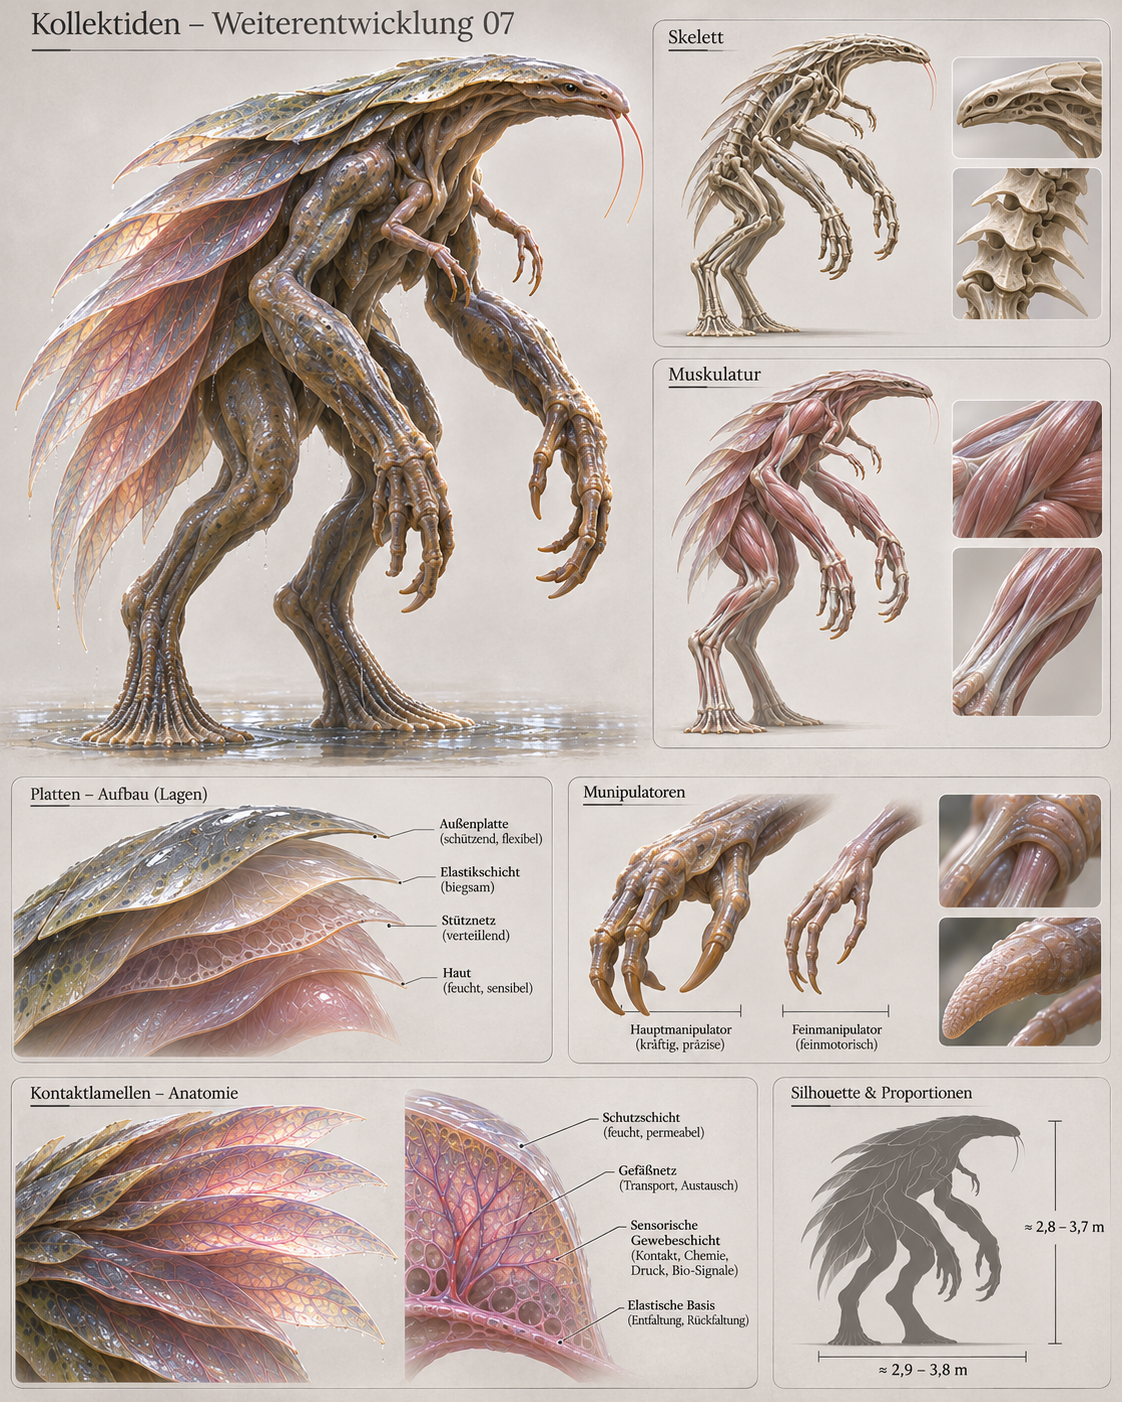 Kollektiden – Weiterentwicklung 07
Skelett
Muskulatur
Platten – Aufbau (Lagen)
Außenplatte
(schützend, flexibel)
Elastikschicht
(biegsam)
Stütznetz
(verteillend)
Haut
(feucht, sensibel)
Munipulatoren
Hauptmanipulator
(kräftig, präzise)
Feinmanipulator
(feinmotorisch)
Kontaktlamellen – Anatomie
Schutzschicht
(feucht, permeabel)
Gefäßnetz
(Transport, Austausch)
Sensorische
Gewebeschicht
(Kontakt, Chemie,
Druck, Bio-Signale)
Elastische Basis
(Entfaltung, Rückfaltung)
Silhouette & Proportionen
≈ 2,8 – 3,7 m
≈ 2,9 – 3,8 m